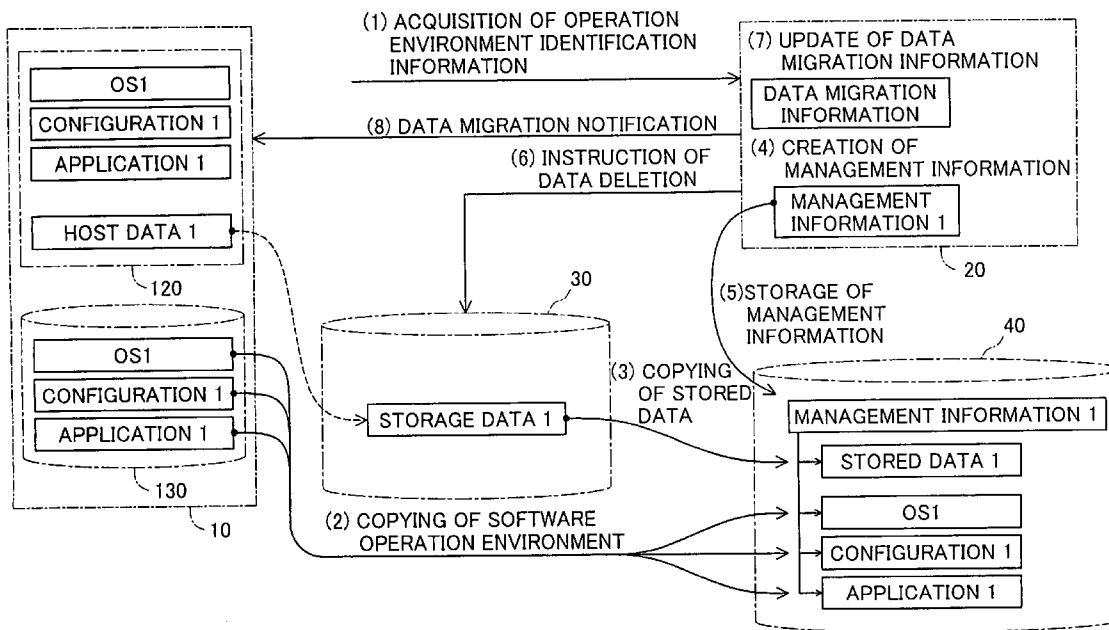 (1) ACQUISITION OF OPERATION
ENVIRONMENT IDENTIFICATION
INFORMATION
(7) UPDATE OF DATA
MIGRATION INFORMATION
DATA MIGRATION
INFORMATION
OS1
CONFIGURATION 1
APPLICATION 1
(8) DATA MIGRATION NOTIFICATION
(6) INSTRUCTION OF
DATA DELETION
(4) CREATION OF
MANAGEMENT INFORMATION
MANAGEMENT
INFORMATION 1
HOST DATA 1
120
20
30
(5)STORAGE OF
MANAGEMENT
INFORMATION
40
OS1
CONFIGURATION 1
APPLICATION 1
130
10
STORAGE DATA 1
(3) COPYING
OF STORED
DATA
MANAGEMENT INFORMATION 1
STORED DATA 1
OS1
CONFIGURATION 1
APPLICATION 1
(2) COPYING OF SOFTWARE
OPERATION ENVIRONMENT